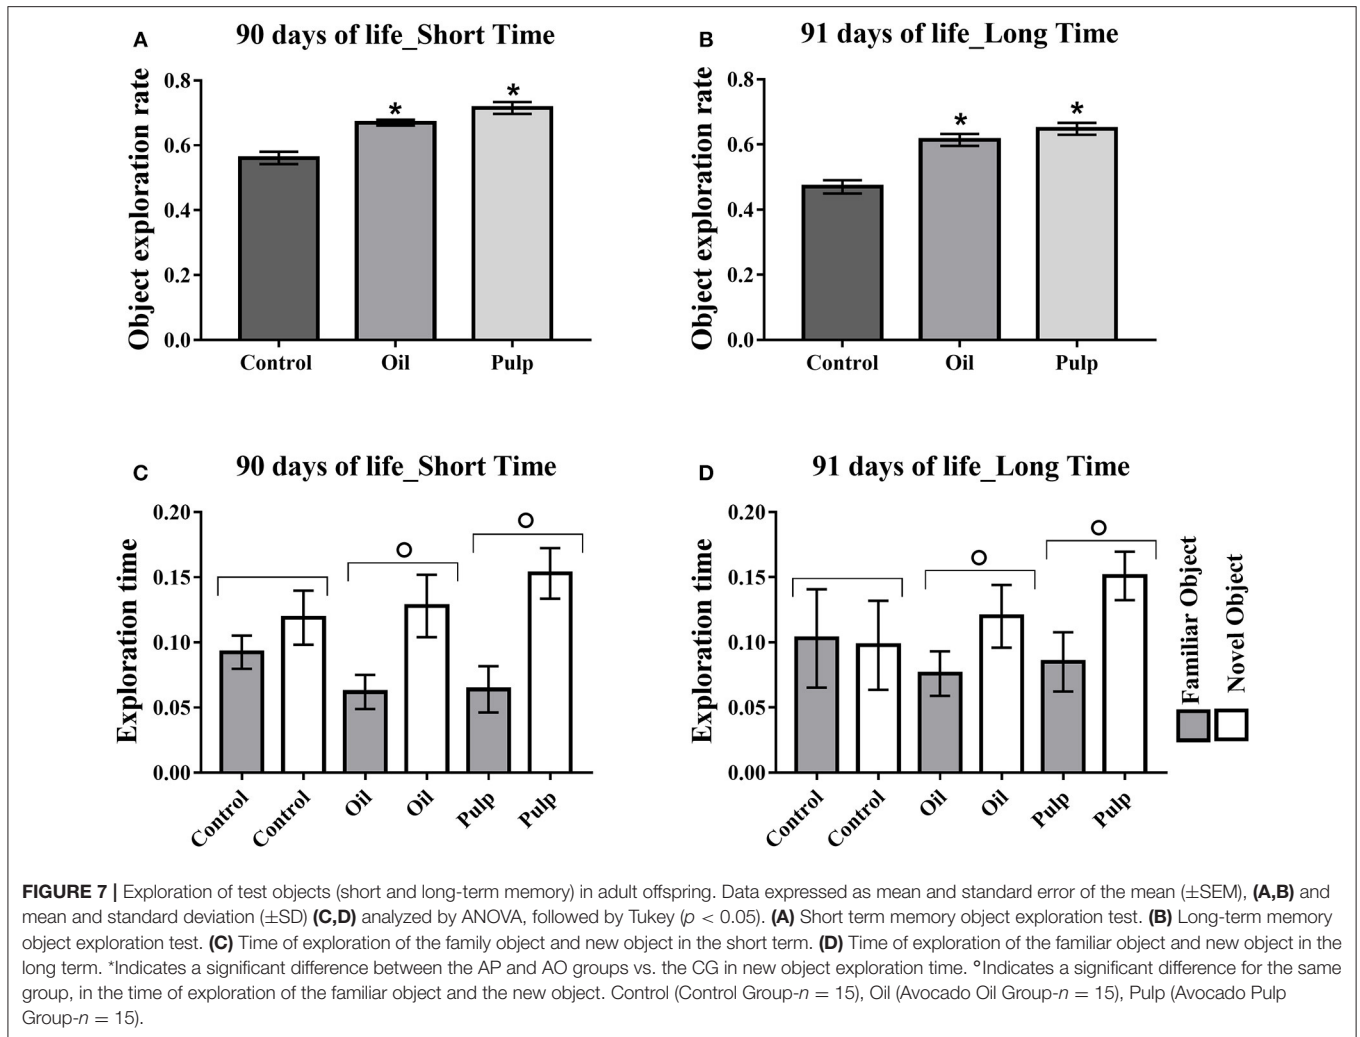 A
90 days of life_Short Time
Object exploration rate
0.8
0.6
0.4
0.2
0.0
*
*
Control Oil Pulp
B
91 days of life_Long Time
Object exploration rate
0.8
0.6
0.4
0.2
0.0
*
*
Control Oil Pulp
C
90 days of life_Short Time
Exploration time
0.20
0.15
0.10
0.05
0.00
Control Control Oil Oil Pulp Pulp
D
91 days of life_Long Time
Exploration time
0.20
0.15
0.10
0.05
0.00
Control Control Oil Oil Pulp Pulp
Familiar Object
Novel Object
FIGURE 7 | Exploration of test objects (short and long-term memory) in adult offspring. Data expressed as mean and standard error of the mean (±SEM), (A,B) and
mean and standard deviation (±SD) (C,D) analyzed by ANOVA, followed by Tukey (p < 0.05). (A) Short term memory object exploration test. (B) Long-term memory
object exploration test. (C) Time of exploration of the family object and new object in the short term. (D) Time of exploration of the familiar object and new object in the
long term. *Indicates a significant difference between the AP and AO groups vs. the CG in new object exploration time. °Indicates a significant difference for the same
group, in the time of exploration of the familiar object and the new object. Control (Control Group-n = 15), Oil (Avocado Oil Group-n = 15), Pulp (Avocado Pulp
Group-n = 15).